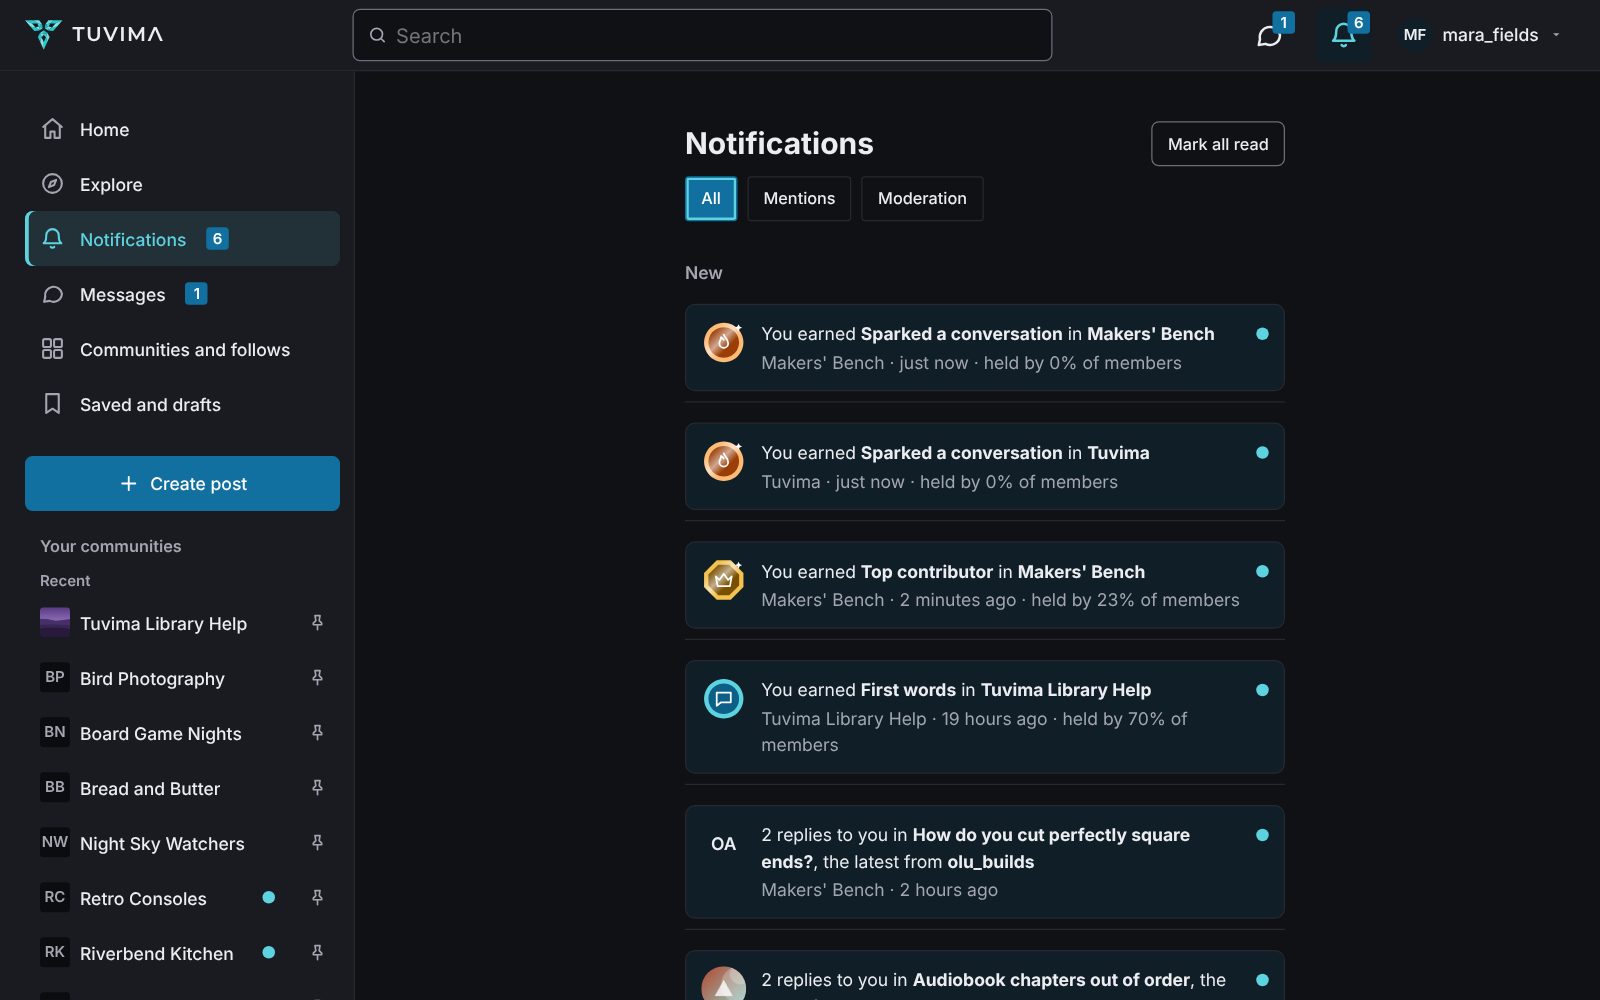 TUVIMA
Search
1
6
MF
mara_fields
Home
Explore
Notifications 6
Messages 1
Communities and follows
Saved and drafts
Create post
Your communities
Recent
Tuvima Library Help
BP Bird Photography
BN Board Game Nights
BB Bread and Butter
NW Night Sky Watchers
RC Retro Consoles
RK Riverbend Kitchen
Notifications
Mark all read
All
Mentions
Moderation
New
You earned Sparked a conversation in Makers' Bench
Makers' Bench · just now · held by 0% of members
You earned Sparked a conversation in Tuvima
Tuvima · just now · held by 0% of members
You earned Top contributor in Makers' Bench
Makers' Bench · 2 minutes ago · held by 23% of members
You earned First words in Tuvima Library Help
Tuvima Library Help · 19 hours ago · held by 70% of
members
OA
2 replies to you in How do you cut perfectly square
ends?, the latest from olu_builds
Makers' Bench · 2 hours ago
2 replies to you in Audiobook chapters out of order, the